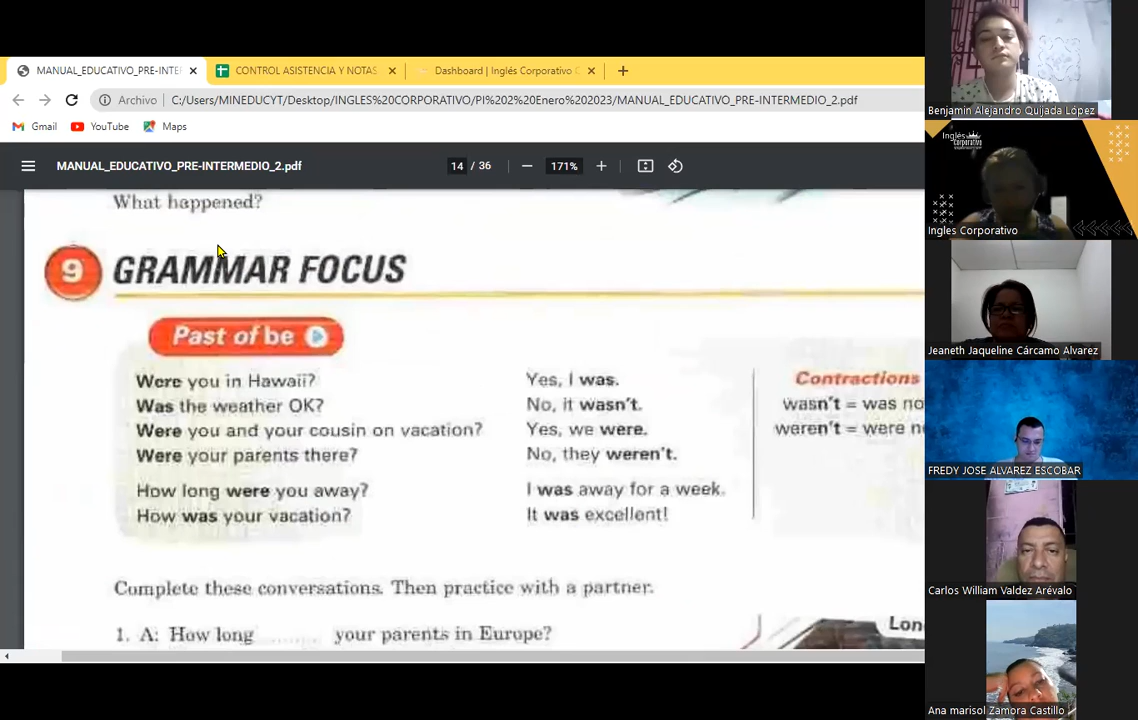 MANUAL_EDUCATIVO_PRE-INTER
CONTROL ASISTENCIA Y NOTAS
Dashboard | Inglés Corporativo
Archivo
C:/Users/MINEDUCYT/Desktop/INGLES%20CORPORATIVO/PI%202%20Enero%202023/MANUAL_EDUCATIVO_PRE-INTERMEDIO_2.pdf
Gmail
YouTube
Maps
MANUAL_EDUCATIVO_PRE-INTERMEDIO_2.pdf
14 / 36
171%
What happened?
9 GRAMMAR FOCUS
Past of be
Were you in Hawaii? Yes, I was.
Was the weather OK? No, it wasn't.
Were you and your cousin on vacation? Yes, we were.
Were your parents there? No, they weren't.
How long were you away? I was away for a week.
How was your vacation? It was excellent!
Contractions
wasn't = was no
weren't = were n
Complete these conversations. Then practice with a partner.
1. A: How long ........ your parents in Europe?
Lon
Benjamin Alejandro Quijada López
Inglés
corporativo
Ingles Corporativo
Jeaneth Jaqueline Cárcamo Alvarez
FREDY JOSE ALVAREZ ESCOBAR
Carlos William Valdez Arévalo
Ana marisol Zamora Castillo